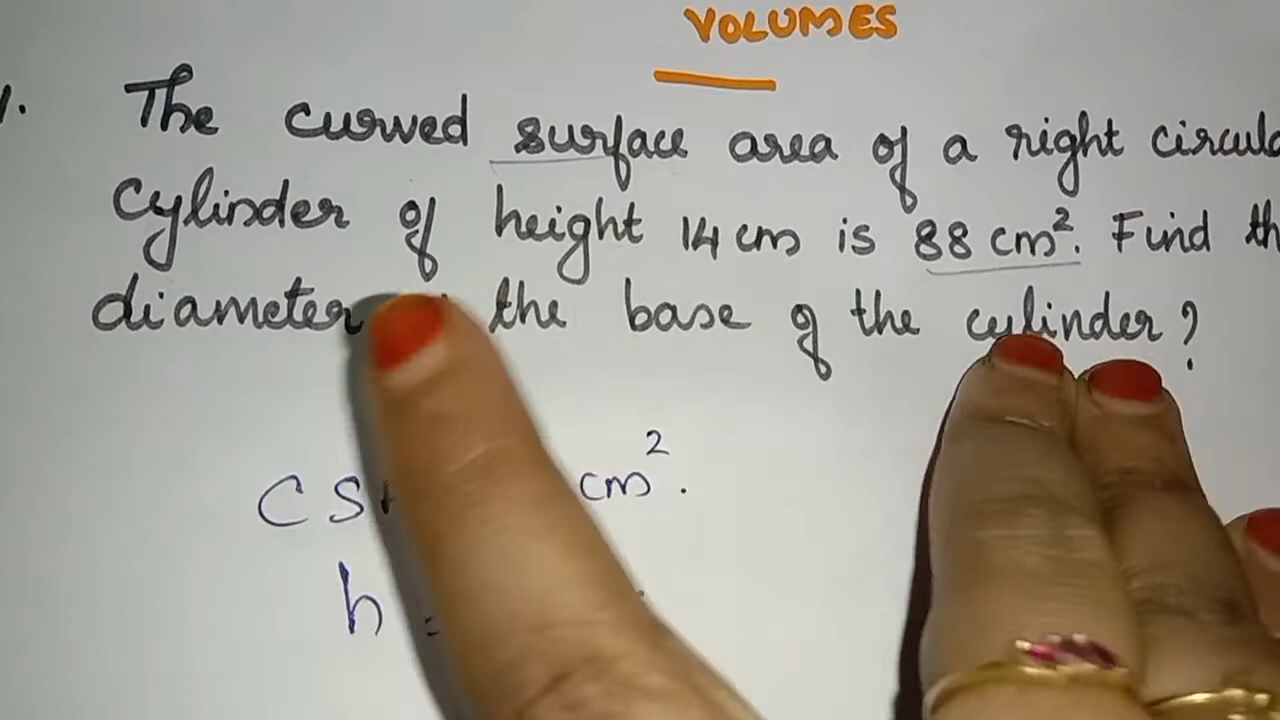 VOLUMES
1. The curved surface area of a right circula
cylinder of height 14 cm is 88 cm². Find th
diameter the base of the cylinder?
CS cm².
h =